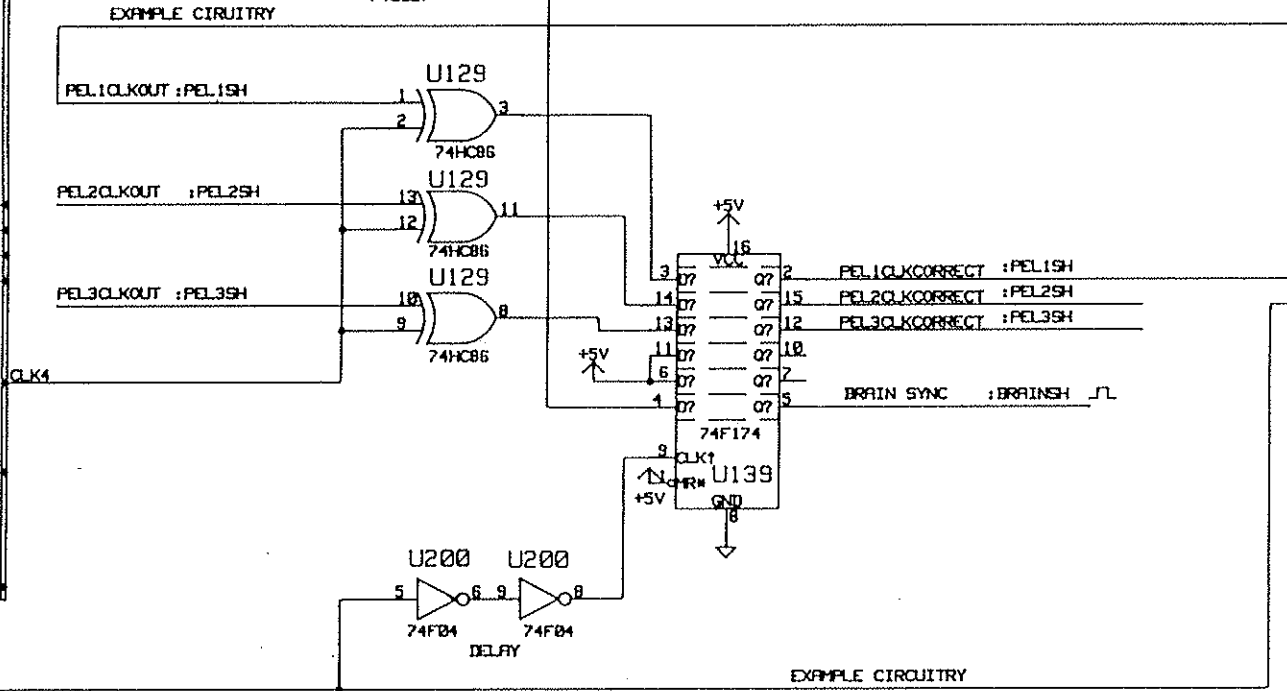 EXAMPLE CIRUITRY
U129
PEL1CLKOUT :PEL1SH
1
3
2
74HC86
U129
PEL2CLKOUT :PEL2SH
13
11
12
74HC86
+5V
16
U129
VCC
3 D? Q? 2 PEL1CLKCORRECT :PEL1SH
PEL3CLKOUT :PEL3SH
10
8
14 D? Q? 15 PEL2CLKCORRECT :PEL2SH
9
13 D? Q? 12 PEL3CLKCORRECT :PEL3SH
74HC86
+5V
11 D? Q? 10
CLK4
6 D? Q? 7
4 D? Q? 5 BRAIN SYNC :BRAINSH
74F174
9 CLK↑
1 MR* U139
+5V
GND
8
U200 U200
5 6 9 8
74F04 74F04
DELAY
EXAMPLE CIRCUITRY